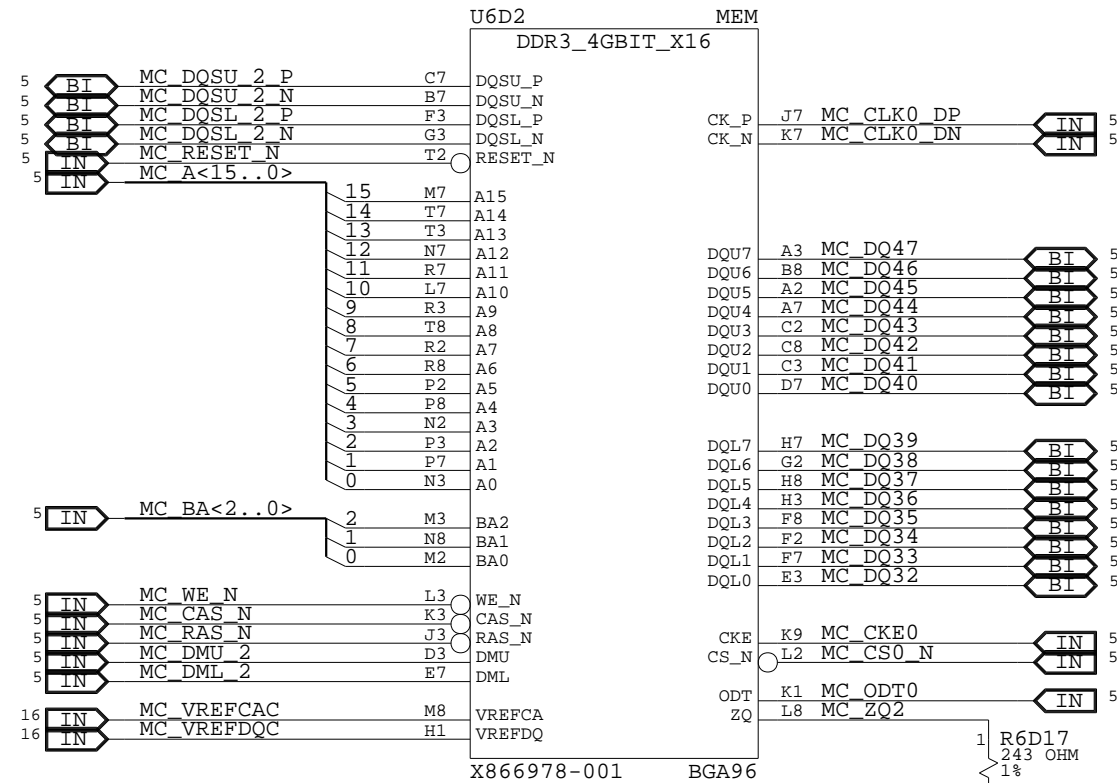 U6D2 MEM
DDR3_4GBIT_X16
5 BI MC_DQSU_2_P C7 DQSU_P
5 BI MC_DQSU_2_N B7 DQSU_N
5 BI MC_DQSL_2_P F3 DQSL_P CK_P J7 MC_CLK0_DP IN 5
5 BI MC_DQSL_2_N G3 DQSL_N CK_N K7 MC_CLK0_DN IN 5
5 IN MC_RESET_N T2 RESET_N
5 IN MC_A<15..0>
15 M7 A15
14 T7 A14
13 T3 A13
12 N7 A12 DQU7 A3 MC_DQ47 BI 5
11 R7 A11 DQU6 B8 MC_DQ46 BI 5
10 L7 A10 DQU5 A2 MC_DQ45 BI 5
9 R3 A9 DQU4 A7 MC_DQ44 BI 5
8 T8 A8 DQU3 C2 MC_DQ43 BI 5
7 R2 A7 DQU2 C8 MC_DQ42 BI 5
6 R8 A6 DQU1 C3 MC_DQ41 BI 5
5 P2 A5 DQU0 D7 MC_DQ40 BI 5
4 P8 A4
3 N2 A3
2 P3 A2 DQL7 H7 MC_DQ39 BI 5
1 P7 A1 DQL6 G2 MC_DQ38 BI 5
0 N3 A0 DQL5 H8 MC_DQ37 BI 5
DQL4 H3 MC_DQ36 BI 5
5 IN MC_BA<2..0> 2 M3 BA2 DQL3 F8 MC_DQ35 BI 5
1 N8 BA1 DQL2 F2 MC_DQ34 BI 5
0 M2 BA0 DQL1 F7 MC_DQ33 BI 5
DQL0 E3 MC_DQ32 BI 5
5 IN MC_WE_N L3 WE_N
5 IN MC_CAS_N K3 CAS_N
5 IN MC_RAS_N J3 RAS_N CKE K9 MC_CKE0 IN 5
5 IN MC_DMU_2 D3 DMU CS_N L2 MC_CS0_N IN 5
5 IN MC_DML_2 E7 DML
ODT K1 MC_ODT0 IN 5
16 IN MC_VREFCAC M8 VREFCA ZQ L8 MC_ZQ2
16 IN MC_VREFDQC H1 VREFDQ
1 R6D17
243 OHM
1%
X866978-001 BGA96